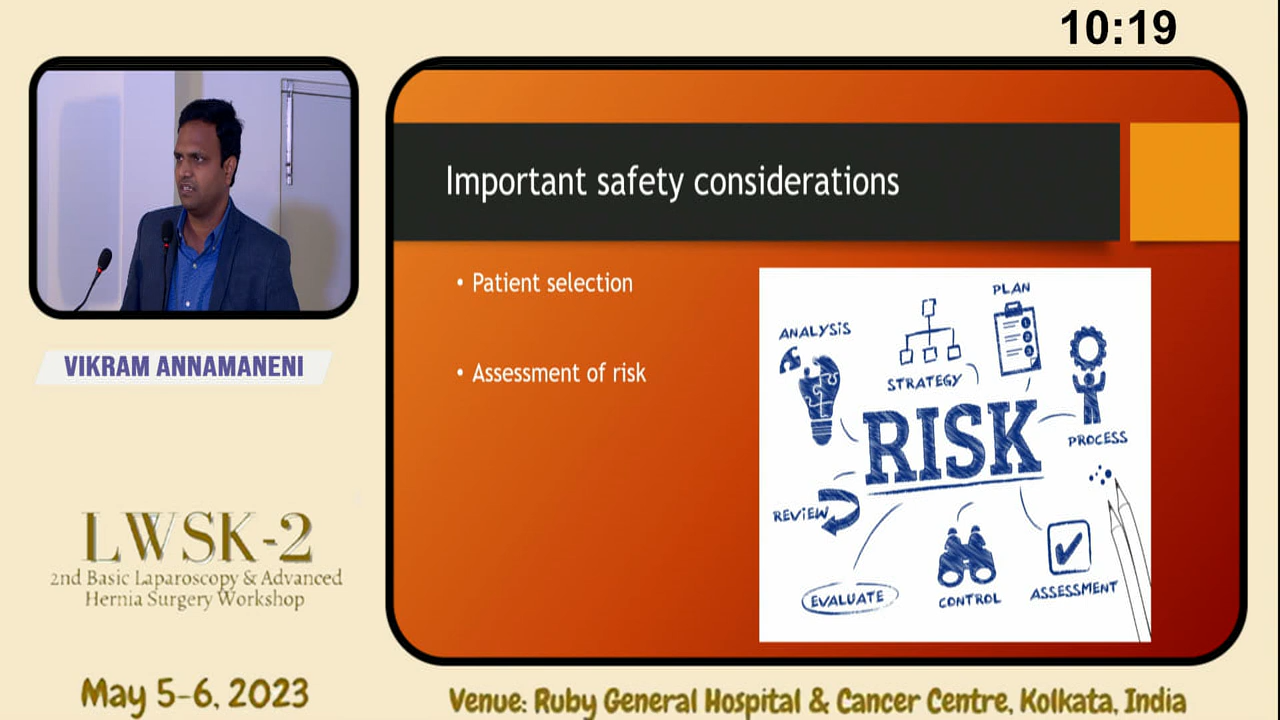 10:19
VIKRAM ANNAMANENI
LWSK-2
2nd Basic Laparoscopy & Advanced
Hernia Surgery Workshop
May 5-6, 2023
Important safety considerations
• Patient selection
• Assessment of risk
PLAN
ANALYSIS
STRATEGY
PROCESS
RISK
REVIEW
EVALUATE
CONTROL
ASSESSMENT
Venue: Ruby General Hospital & Cancer Centre, Kolkata, India